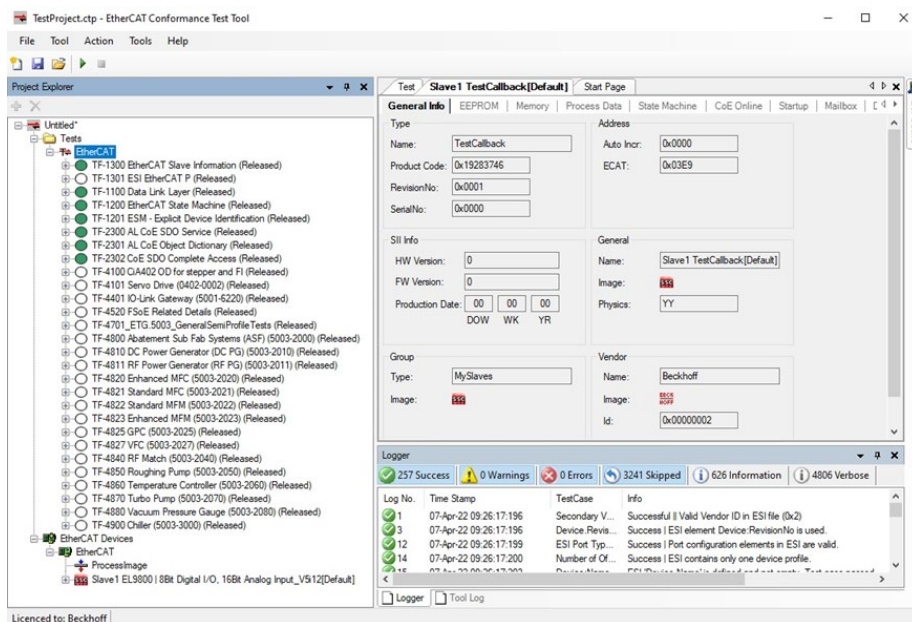 TestProject.ctp - EtherCAT Conformance Test Tool
File Tool Action Tools Help
Project Explorer
Untitled*
Tests
EtherCAT
TF-1300 EtherCAT Slave Information (Released)
TF-1301 ESI EtherCAT P (Released)
TF-1100 Data Link Layer (Released)
TF-1200 EtherCAT State Machine (Released)
TF-1201 ESM - Explicit Device Identification (Released)
TF-2300 AL CoE SDO Service (Released)
TF-2301 AL CoE Object Dictionary (Released)
TF-2302 CoE SDO Complete Access (Released)
TF-4100 CiA402 OD for stepper and FI (Released)
TF-4101 Servo Drive (0402-0002) (Released)
TF-4401 IO-Link Gateway (5001-6220) (Released)
TF-4520 FSoE Related Details (Released)
TF-4701_ETG.5003_GeneralSemiProfileTests (Released)
TF-4800 Abatement Sub Fab Systems (ASF) (5003-2000) (Released)
TF-4810 DC Power Generator (DC PG) (5003-2010) (Released)
TF-4811 RF Power Generator (RF PG) (5003-2011) (Released)
TF-4820 Enhanced MFC (5003-2020) (Released)
TF-4821 Standard MFC (5003-2021) (Released)
TF-4822 Standard MFM (5003-2022) (Released)
TF-4823 Enhanced MFM (5003-2023) (Released)
TF-4825 GPC (5003-2025) (Released)
TF-4827 VFC (5003-2027) (Released)
TF-4840 RF Match (5003-2040) (Released)
TF-4850 Roughing Pump (5003-2050) (Released)
TF-4860 Temperature Controller (5003-2060) (Released)
TF-4870 Turbo Pump (5003-2070) (Released)
TF-4880 Vacuum Pressure Gauge (5003-2080) (Released)
TF-4900 Chiller (5003-3000) (Released)
EtherCAT Devices
EtherCAT
ProcessImage
Slave1 EL9800 | 8Bit Digital I/O, 16Bit Analog Input_V5i12[Default]
Test Slave1 TestCallback[Default] Start Page
General Info EEPROM Memory Process Data State Machine CoE Online Startup Mailbox
Type
Name: TestCallback
Product Code: 0x19283746
RevisionNo: 0x0001
SerialNo: 0x0000
Address
Auto Incr: 0x0000
ECAT: 0x03E9
SII Info
HW Version: 0
FW Version: 0
Production Date: 00 00 00
DOW WK YR
General
Name: Slave1 TestCallback[Default]
Image:
Physics: YY
Group
Type: MySlaves
Image:
Vendor
Name: Beckhoff
Image: BECK
HOFF
Id: 0x00000002
Logger
257 Success 0 Warnings 0 Errors 3241 Skipped 626 Information 4806 Verbose
Log No. Time Stamp TestCase Info
1 07-Apr-22 09:26:17:196 Secondary V... Successful || Valid Vendor ID in ESI file (0x2)
3 07-Apr-22 09:26:17:196 Device:Revis... Success | ESI element Device:RevisionNo is used.
12 07-Apr-22 09:26:17:199 ESI Port Typ... Success | Port configuration elements in ESI are valid.
14 07-Apr-22 09:26:17:200 Number of Of... Success | ESI contains only one device profile.
Logger Tool Log
Licenced to: Beckhoff